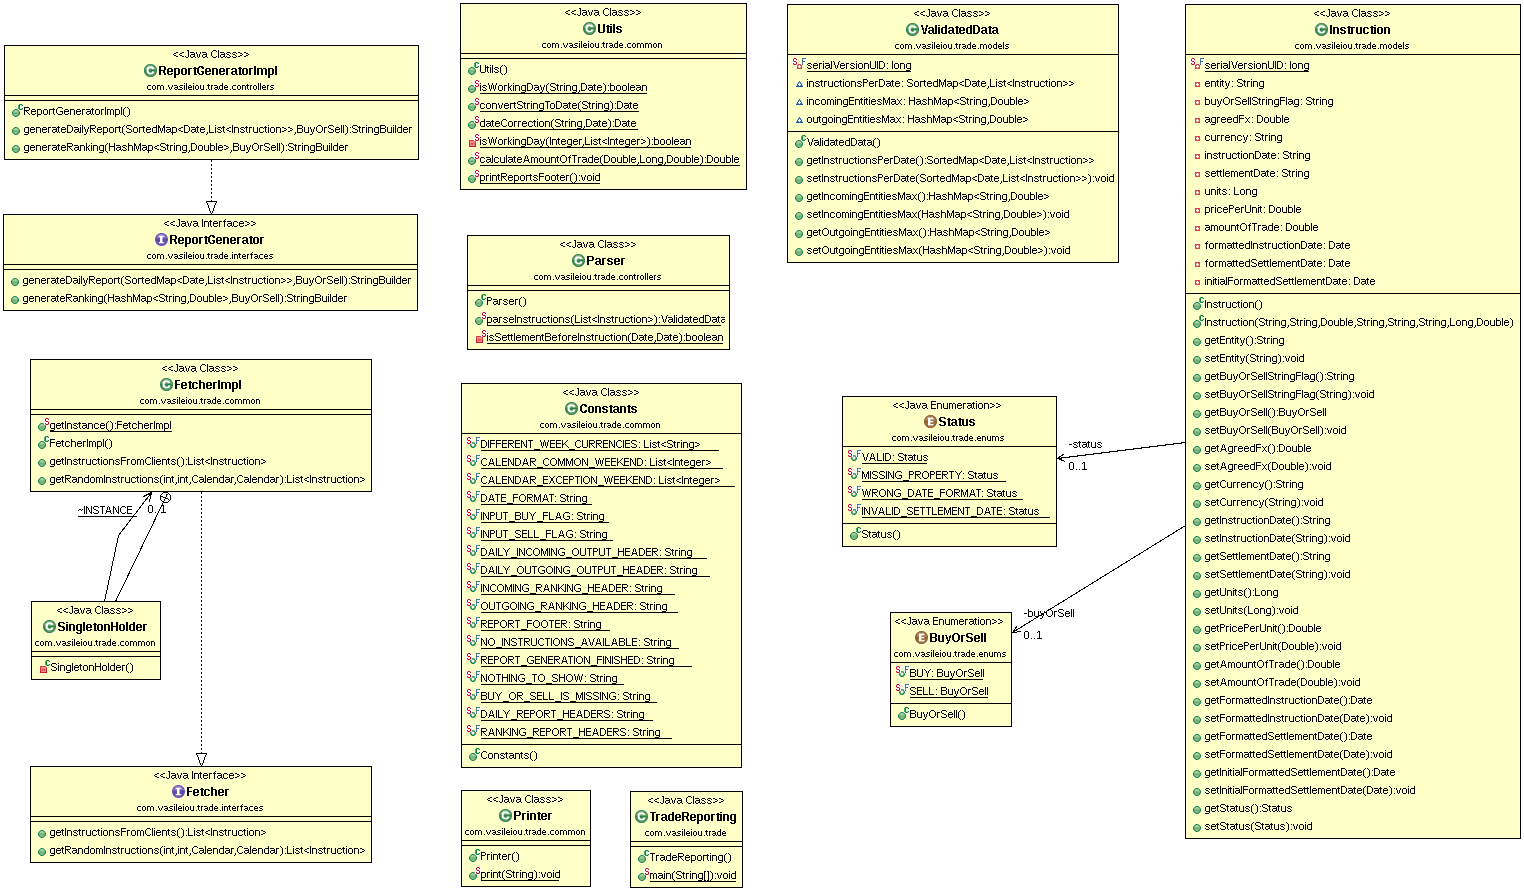 <<Java Class>>
ReportGeneratorImpl
com.vasileiou.trade.controllers
ReportGeneratorImpl()
generateDailyReport(SortedMap<Date,List<Instruction>>,BuyOrSell):StringBuilder
generateRanking(HashMap<String,Double>,BuyOrSell):StringBuilder
<<Java Interface>>
ReportGenerator
com.vasileiou.trade.interfaces
generateDailyReport(SortedMap<Date,List<Instruction>>,BuyOrSell):StringBuilder
generateRanking(HashMap<String,Double>,BuyOrSell):StringBuilder
<<Java Class>>
FetcherImpl
com.vasileiou.trade.common
getInstance():FetcherImpl
FetcherImpl()
getInstructionsFromClients():List<Instruction>
getRandomInstructions(int,int,Calendar,Calendar):List<Instruction>
~INSTANCE
0..1
<<Java Class>>
SingletonHolder
com.vasileiou.trade.common
SingletonHolder()
<<Java Interface>>
Fetcher
com.vasileiou.trade.interfaces
getInstructionsFromClients():List<Instruction>
getRandomInstructions(int,int,Calendar,Calendar):List<Instruction>
<<Java Class>>
Utils
com.vasileiou.trade.common
Utils()
isWorkingDay(String,Date):boolean
convertStringToDate(String):Date
dateCorrection(String,Date):Date
isWorkingDay(Integer,List<Integer>):boolean
calculateAmountOfTrade(Double,Long,Double):Double
printReportsFooter():void
<<Java Class>>
Parser
com.vasileiou.trade.controllers
Parser()
parseInstructions(List<Instruction>):ValidatedData
isSettlementBeforeInstruction(Date,Date):boolean
<<Java Class>>
Constants
com.vasileiou.trade.common
DIFFERENT_WEEK_CURRENCIES: List<String>
CALENDAR_COMMON_WEEKEND: List<Integer>
CALENDAR_EXCEPTION_WEEKEND: List<Integer>
DATE_FORMAT: String
INPUT_BUY_FLAG: String
INPUT_SELL_FLAG: String
DAILY_INCOMING_OUTPUT_HEADER: String
DAILY_OUTGOING_OUTPUT_HEADER: String
INCOMING_RANKING_HEADER: String
OUTGOING_RANKING_HEADER: String
REPORT_FOOTER: String
NO_INSTRUCTIONS_AVAILABLE: String
REPORT_GENERATION_FINISHED: String
NOTHING_TO_SHOW: String
BUY_OR_SELL_IS_MISSING: String
DAILY_REPORT_HEADERS: String
RANKING_REPORT_HEADERS: String
Constants()
<<Java Class>>
Printer
com.vasileiou.trade.common
Printer()
print(String):void
<<Java Class>>
TradeReporting
com.vasileiou.trade
TradeReporting()
main(String[]):void
<<Java Class>>
ValidatedData
com.vasileiou.trade.models
serialVersionUID: long
instructionsPerDate: SortedMap<Date,List<Instruction>>
incomingEntitiesMax: HashMap<String,Double>
outgoingEntitiesMax: HashMap<String,Double>
ValidatedData()
getInstructionsPerDate():SortedMap<Date,List<Instruction>>
setInstructionsPerDate(SortedMap<Date,List<Instruction>>):void
getIncomingEntitiesMax():HashMap<String,Double>
setIncomingEntitiesMax(HashMap<String,Double>):void
getOutgoingEntitiesMax():HashMap<String,Double>
setOutgoingEntitiesMax(HashMap<String,Double>):void
<<Java Enumeration>>
Status
com.vasileiou.trade.enums
VALID: Status
MISSING_PROPERTY: Status
WRONG_DATE_FORMAT: Status
INVALID_SETTLEMENT_DATE: Status
Status()
-status
0..1
<<Java Enumeration>>
BuyOrSell
com.vasileiou.trade.enums
BUY: BuyOrSell
SELL: BuyOrSell
BuyOrSell()
-buyOrSell
0..1
<<Java Class>>
Instruction
com.vasileiou.trade.models
serialVersionUID: long
entity: String
buyOrSellStringFlag: String
agreedFx: Double
currency: String
instructionDate: String
settlementDate: String
units: Long
pricePerUnit: Double
amountOfTrade: Double
formattedInstructionDate: Date
formattedSettlementDate: Date
initialFormattedSettlementDate: Date
Instruction()
Instruction(String,String,Double,String,String,String,Long,Double)
getEntity():String
setEntity(String):void
getBuyOrSellStringFlag():String
setBuyOrSellStringFlag(String):void
getBuyOrSell():BuyOrSell
setBuyOrSell(BuyOrSell):void
getAgreedFx():Double
setAgreedFx(Double):void
getCurrency():String
setCurrency(String):void
getInstructionDate():String
setInstructionDate(String):void
getSettlementDate():String
setSettlementDate(String):void
getUnits():Long
setUnits(Long):void
getPricePerUnit():Double
setPricePerUnit(Double):void
getAmountOfTrade():Double
setAmountOfTrade(Double):void
getFormattedInstructionDate():Date
setFormattedInstructionDate(Date):void
getFormattedSettlementDate():Date
setFormattedSettlementDate(Date):void
getInitialFormattedSettlementDate():Date
setInitialFormattedSettlementDate(Date):void
getStatus():Status
setStatus(Status):void